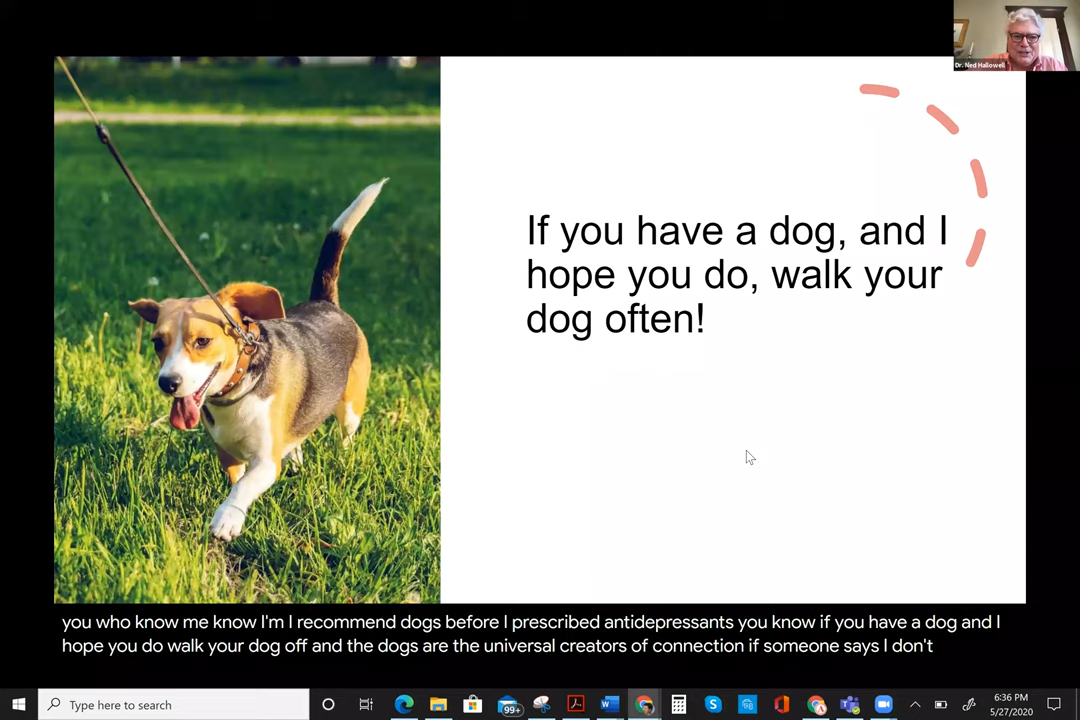 Dr. Ned Hallowell
If you have a dog, and I
hope you do, walk your
dog often!
you who know me know I'm I recommend dogs before I prescribed antidepressants you know if you have a dog and I
hope you do walk your dog off and the dogs are the universal creators of connection if someone says I don't
Type here to search
99+
6:36 PM
5/27/2020